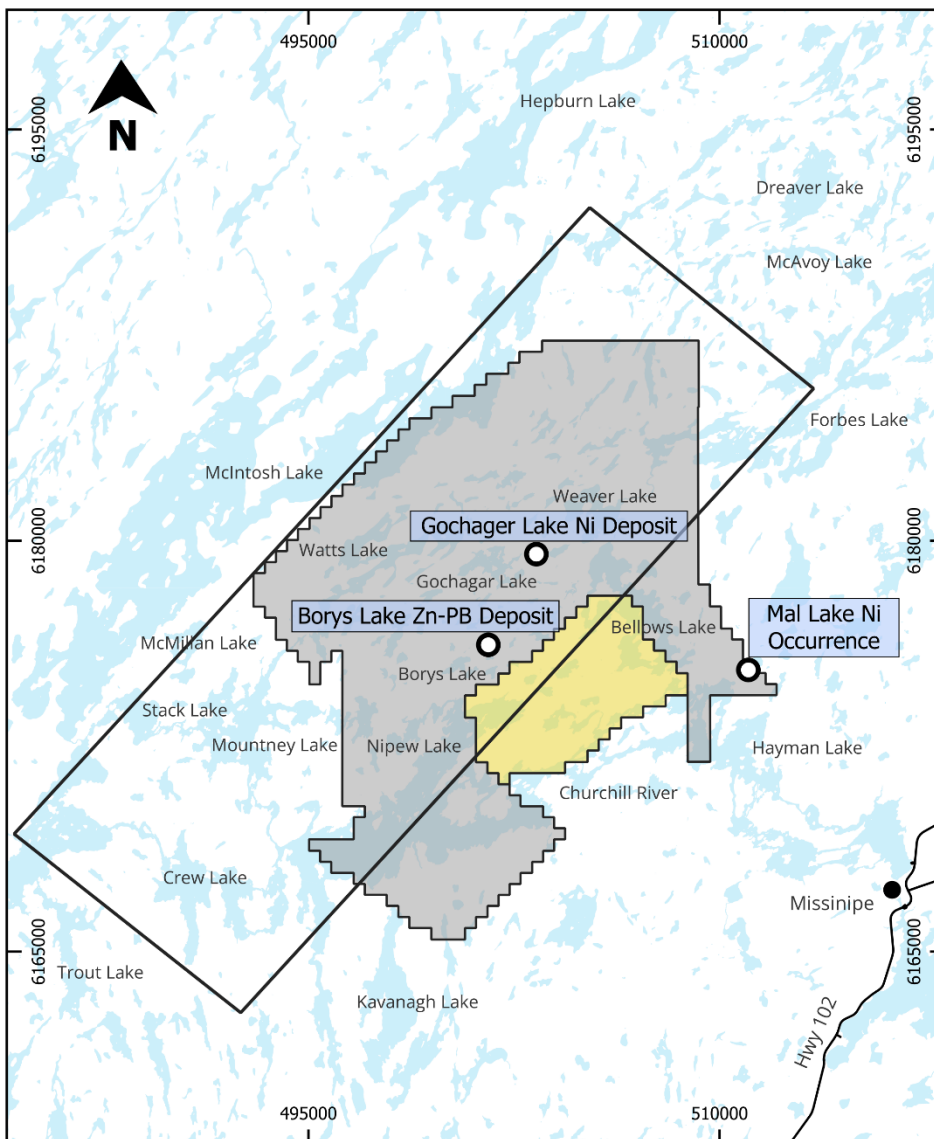 495000
510000
N
Hepburn Lake
6195000
6195000
Dreaver Lake
McAvoy Lake
Forbes Lake
McIntosh Lake
Weaver Lake
Gochager Lake Ni Deposit
6180000
6180000
Watts Lake
Gochagar Lake
Borys Lake Zn-PB Deposit
Bellows Lake
Mal Lake Ni
Occurrence
McMillan Lake
Borys Lake
Stack Lake
Mountney Lake
Nipew Lake
Hayman Lake
Churchill River
Crew Lake
Missinipe
6165000
6165000
Trout Lake
Kavanagh Lake
Hwy 102
495000
510000